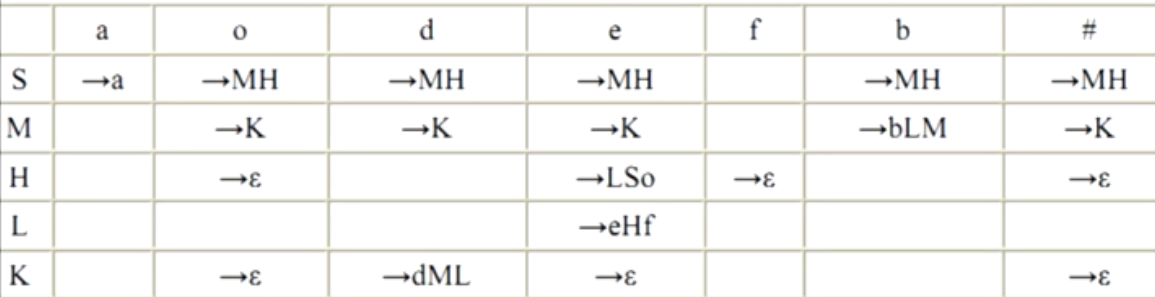 a o d e f b #
S →a →MH →MH →MH →MH →MH
M →K →K →K →bLM →K
H →ε →LSo →ε →ε
L →eHf
K →ε →dML →ε →ε